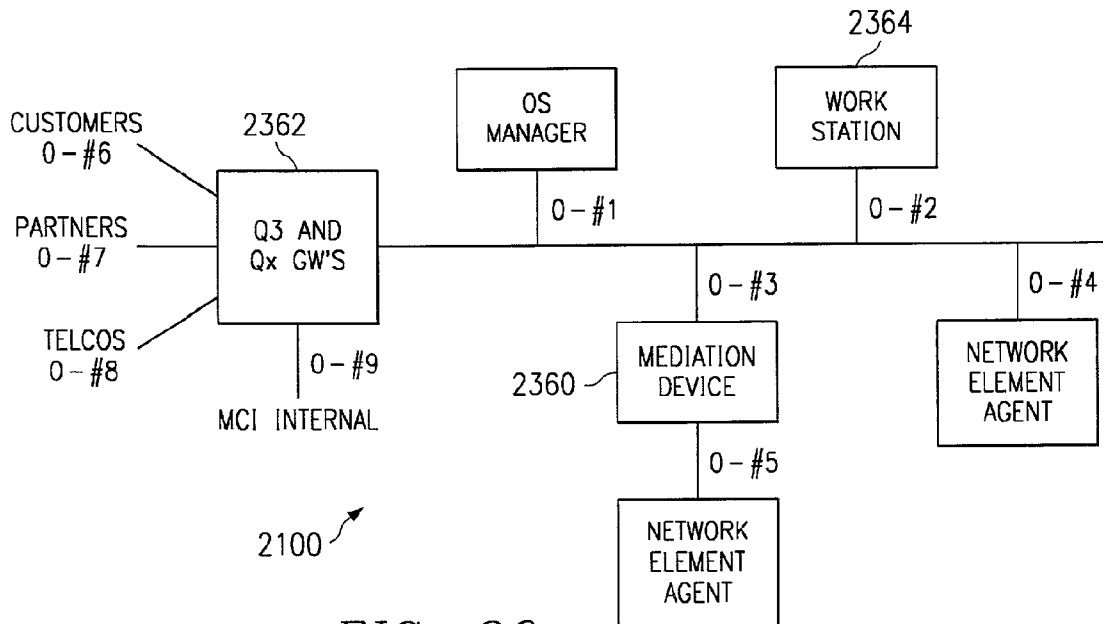 2364
OS
MANAGER
WORK
STATION
CUSTOMERS
0-#6
2362
0-#1
0-#2
PARTNERS
0-#7
Q3 AND
Qx GW'S
0-#3
0-#4
TELCOS
0-#8
0-#9
MCI INTERNAL
2360
MEDIATION
DEVICE
NETWORK
ELEMENT
AGENT
0-#5
2100
NETWORK
ELEMENT
AGENT